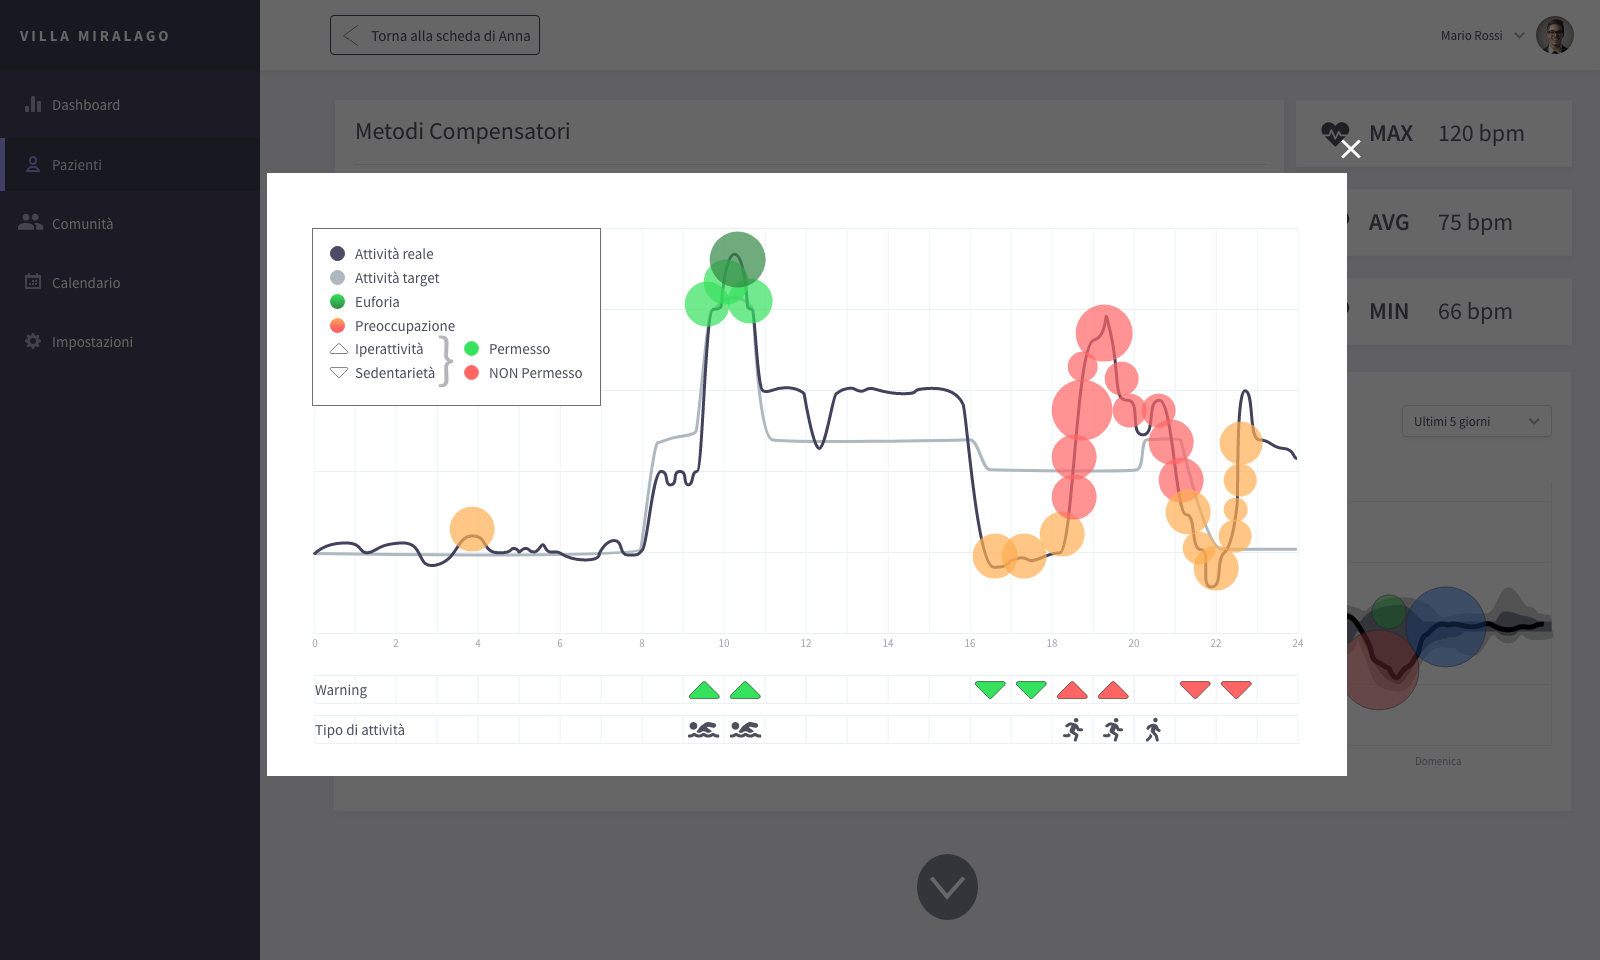 VILLA MIRALAGO
Torna alla scheda di Anna
Mario Rossi
Dashboard
Pazienti
Comunità
Calendario
Impostazioni
Metodi Compensatori
MAX 120 bpm
AVG 75 bpm
MIN 66 bpm
Ultimi 5 giorni
Attività reale
Attività target
Euforia
Preoccupazione
Iperattività
Sedentarietà
Permesso
NON Permesso
0 2 4 6 8 10 12 14 16 18 20 22 24
Warning
Tipo di attività
Domenica